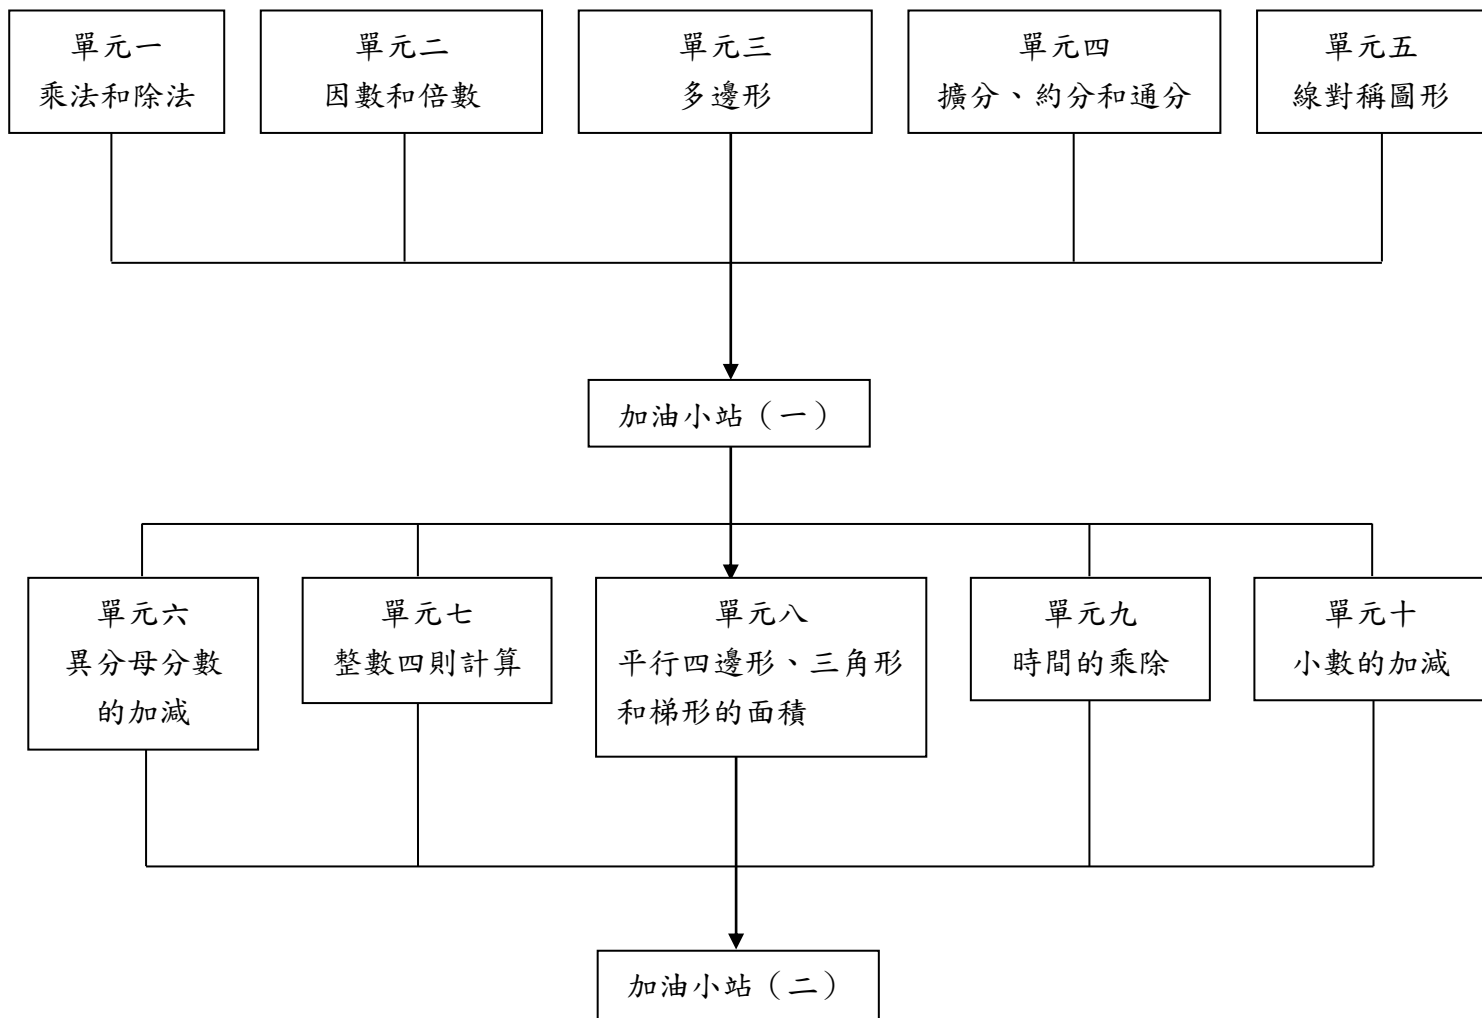 單元一
乘法和除法
單元二
因數和倍數
單元三
多邊形
單元四
擴分、約分和通分
單元五
線對稱圖形
加油小站（一）
單元六
異分母分數
的加減
單元七
整數四則計算
單元八
平行四邊形、三角形
和梯形的面積
單元九
時間的乘除
單元十
小數的加減
加油小站（二）